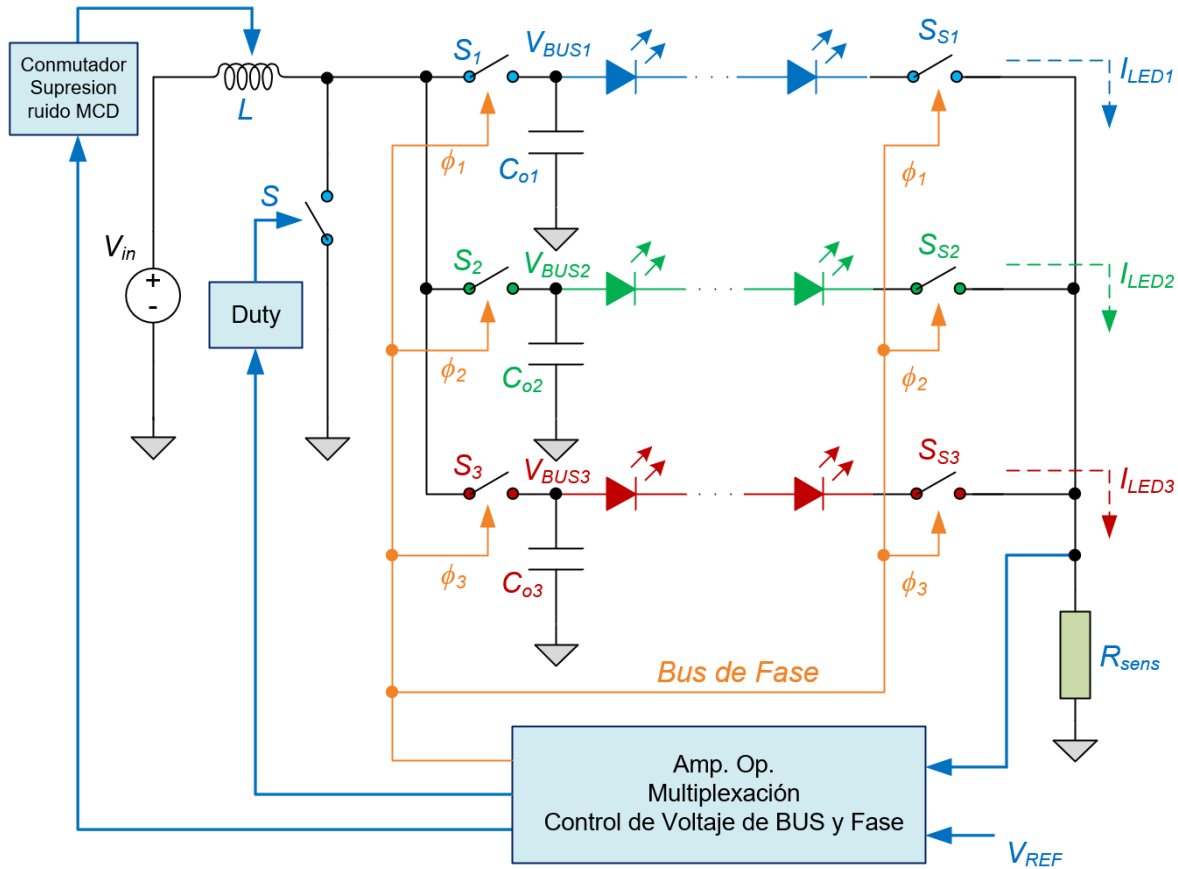 Conmutador
Supresion
ruido MCD
L
S
V_in
+
-
Duty
S_1
V_BUS1
S_S1
I_LED1
ϕ_1
C_o1
ϕ_1
S_2
V_BUS2
S_S2
I_LED2
ϕ_2
C_o2
ϕ_2
S_3
V_BUS3
S_S3
I_LED3
ϕ_3
C_o3
ϕ_3
R_sens
Bus de Fase
Amp. Op.
Multiplexación
Control de Voltaje de BUS y Fase
V_REF